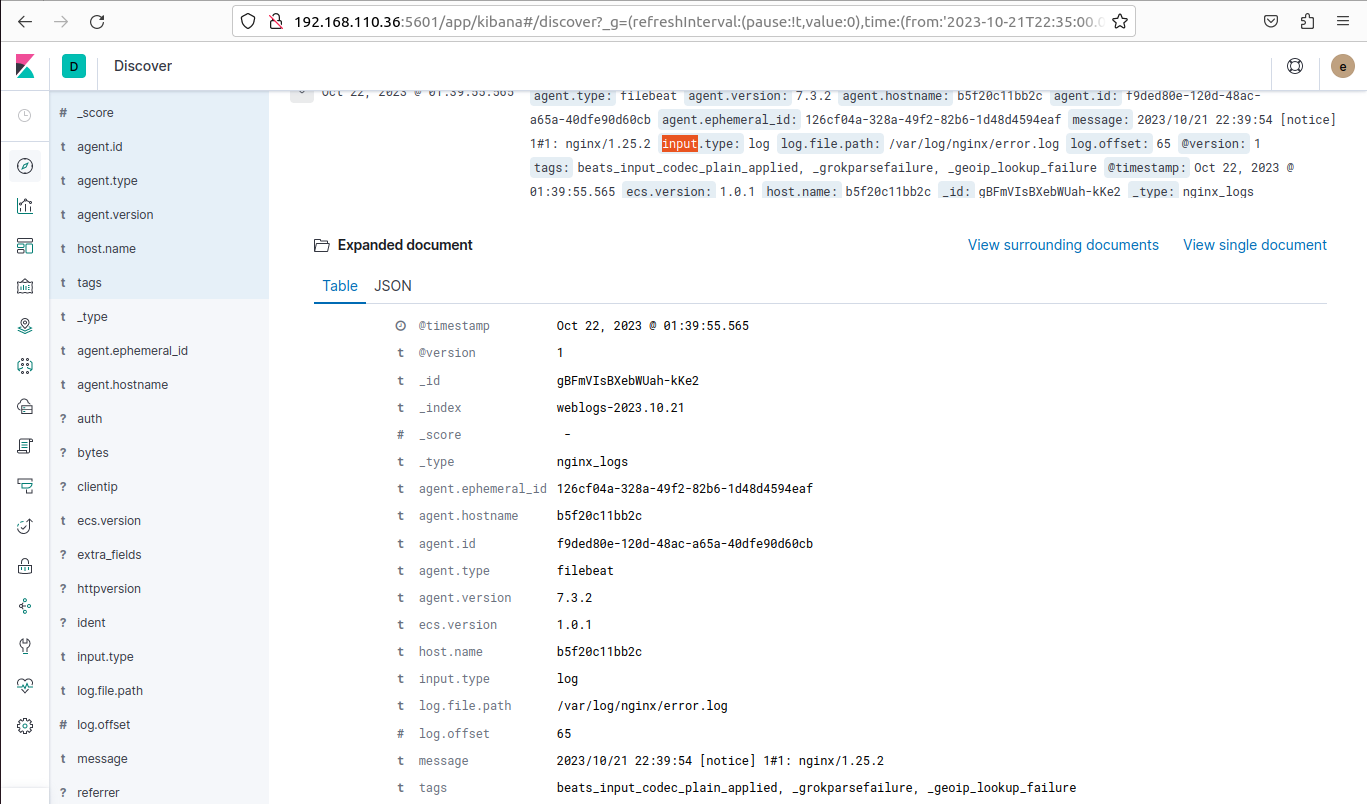 192.168.110.36:5601/app/kibana#/discover?_g=(refreshInterval:(pause:!t,value:0),time:(from:'2023-10-21T22:35:00.0
D Discover e
Oct 22, 2023 @ 01:39:55.565
agent.type: filebeat agent.version: 7.3.2 agent.hostname: b5f20c11bb2c agent.id: f9ded80e-120d-48ac-
a65a-40dfe90d60cb agent.ephemeral_id: 126cf04a-328a-49f2-82b6-1d48d4594eaf message: 2023/10/21 22:39:54 [notice]
1#1: nginx/1.25.2 input.type: log log.file.path: /var/log/nginx/error.log log.offset: 65 @version: 1
tags: beats_input_codec_plain_applied, _grokparsefailure, _geoip_lookup_failure @timestamp: Oct 22, 2023 @
01:39:55.565 ecs.version: 1.0.1 host.name: b5f20c11bb2c _id: gBFmVIsBXebWUah-kKe2 _type: nginx_logs
# _score
t agent.id
t agent.type
t agent.version
t host.name
t tags
t _type
t agent.ephemeral_id
t agent.hostname
? auth
? bytes
? clientip
t ecs.version
? extra_fields
? httpversion
? ident
t input.type
t log.file.path
# log.offset
t message
? referrer
Expanded document View surrounding documents View single document
Table JSON
@timestamp Oct 22, 2023 @ 01:39:55.565
t @version 1
t _id gBFmVIsBXebWUah-kKe2
t _index weblogs-2023.10.21
# _score -
t _type nginx_logs
t agent.ephemeral_id 126cf04a-328a-49f2-82b6-1d48d4594eaf
t agent.hostname b5f20c11bb2c
t agent.id f9ded80e-120d-48ac-a65a-40dfe90d60cb
t agent.type filebeat
t agent.version 7.3.2
t ecs.version 1.0.1
t host.name b5f20c11bb2c
t input.type log
t log.file.path /var/log/nginx/error.log
# log.offset 65
t message 2023/10/21 22:39:54 [notice] 1#1: nginx/1.25.2
t tags beats_input_codec_plain_applied, _grokparsefailure, _geoip_lookup_failure